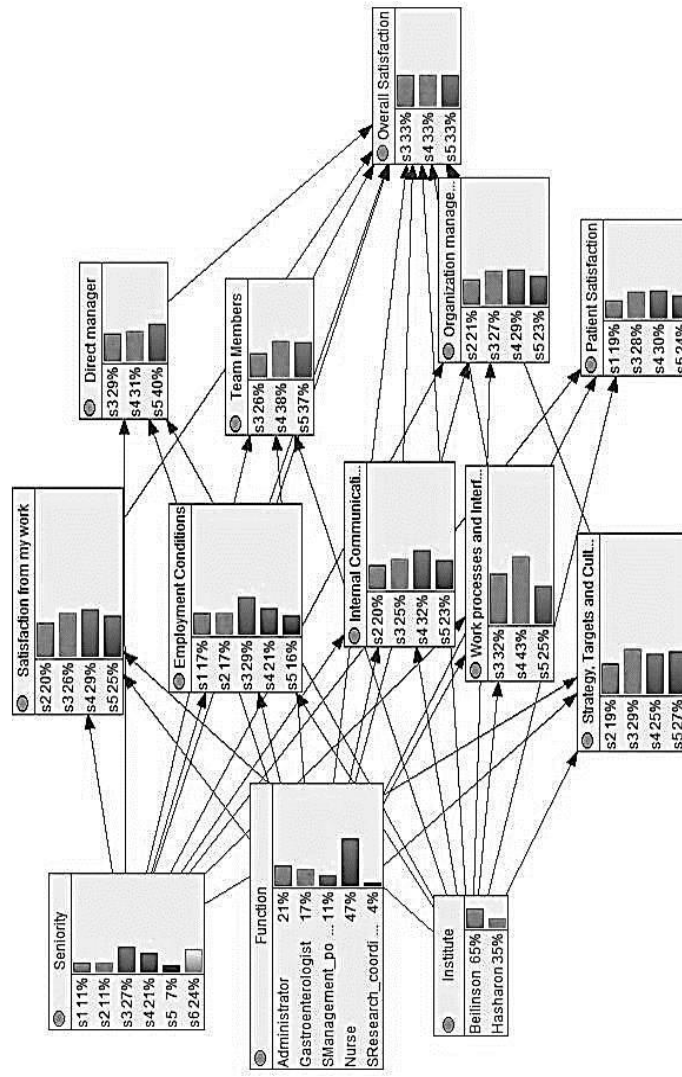 Seniority
s1 11%
s2 11%
s3 27%
s4 21%
s5 7%
s6 24%
Function
Administrator 21%
Gastroenterologist 17%
SManagement_po ... 11%
Nurse 47%
SResearch_coordi ... 4%
Institute
Beilinson 65%
Hasharon 35%
Satisfaction from my work
s2 20%
s3 26%
s4 29%
s5 25%
Employment Conditions
s1 17%
s2 17%
s3 29%
s4 21%
s5 16%
Internal Communicati...
s2 20%
s3 25%
s4 32%
s5 23%
Work processes and Interf...
s3 32%
s4 43%
s5 25%
Strategy, Targets and Cult...
s2 19%
s3 29%
s4 25%
s5 27%
Direct manager
s3 29%
s4 31%
s5 40%
Team Members
s3 26%
s4 38%
s5 37%
Organization manage...
s2 21%
s3 27%
s4 29%
s5 23%
Patient Satisfaction
s1 19%
s3 28%
s4 30%
s5 24%
Overall Satisfaction
s3 33%
s4 33%
s5 33%